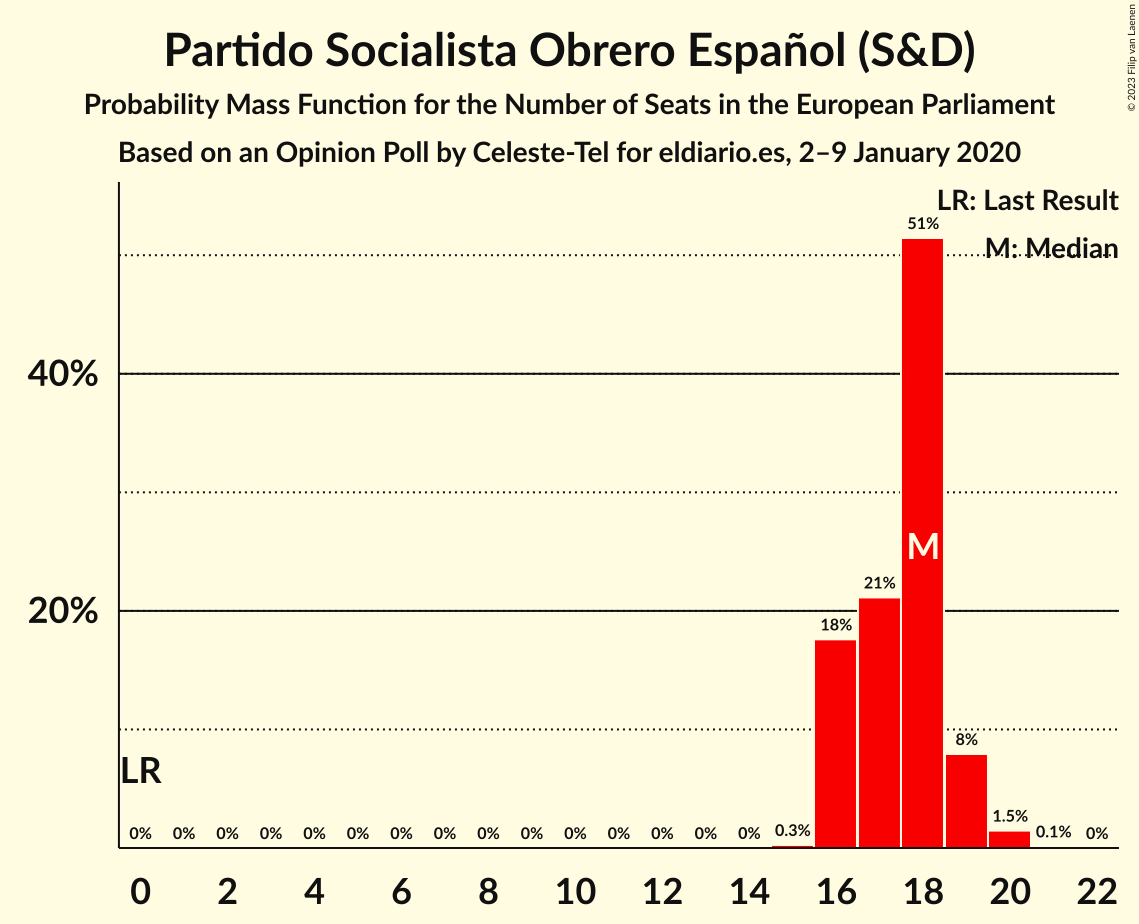 Partido Socialista Obrero Español (S&D)
Probability Mass Function for the Number of Seats in the European Parliament
Based on an Opinion Poll by Celeste-Tel for eldiario.es, 2–9 January 2020
© 2023 Filip van Laenen
LR: Last Result
M: Median
51%
40%
M
21%
20%
18%
8%
LR
1.5%
0% 0% 0% 0% 0% 0% 0% 0% 0% 0% 0% 0% 0% 0% 0% 0.3% 0.1% 0%
0 2 4 6 8 10 12 14 16 18 20 22